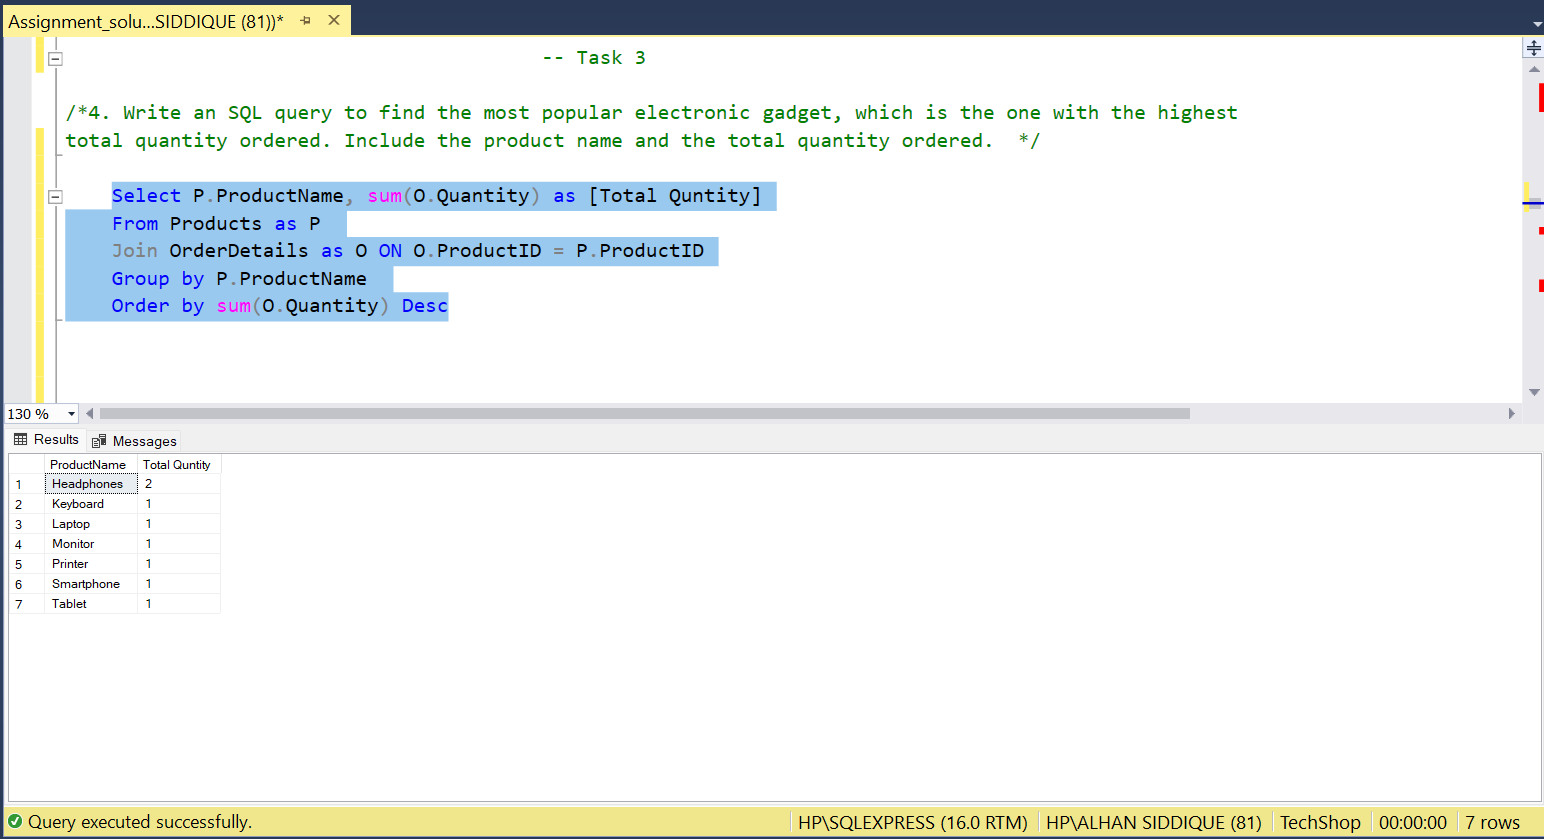 Assignment_solu...SIDDIQUE (81))*
-- Task 3
/*4. Write an SQL query to find the most popular electronic gadget, which is the one with the highest
total quantity ordered. Include the product name and the total quantity ordered.  */
Select P.ProductName, sum(O.Quantity) as [Total Quntity]
From Products as P
Join OrderDetails as O ON O.ProductID = P.ProductID
Group by P.ProductName
Order by sum(O.Quantity) Desc
130 %
Results Messages
ProductName Total Quntity
1 Headphones 2
2 Keyboard 1
3 Laptop 1
4 Monitor 1
5 Printer 1
6 Smartphone 1
7 Tablet 1
Query executed successfully. HP\SQLEXPRESS (16.0 RTM) HP\ALHAN SIDDIQUE (81) TechShop 00:00:00 7 rows